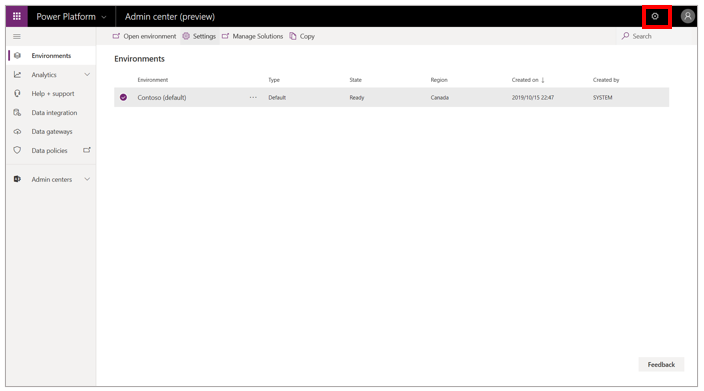 Power Platform Admin center (preview)
Open environment Settings Manage Solutions Copy Search
Environments
Analytics
Help + support
Data integration
Data gateways
Data policies
Admin centers
Environments
Environment Type State Region Created on ↓ Created by
Contoso (default) ··· Default Ready Canada 2019/10/15 22:47 SYSTEM
Feedback